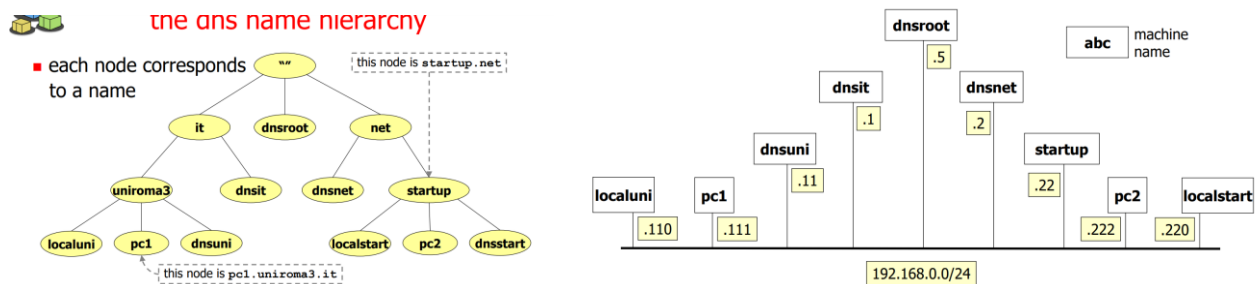 the dns name hierarchy
each node corresponds
to a name
this node is startup.net
“”
it
dnsroot
net
uniroma3
dnsit
dnsnet
startup
localuni
pc1
dnsuni
localstart
pc2
dnsstart
this node is pc1.uniroma3.it
dnsroot
.5
abc
machine
name
dnsit
.1
dnsnet
.2
dnsuni
.11
startup
.22
localuni
.110
pc1
.111
pc2
.222
localstart
.220
192.168.0.0/24